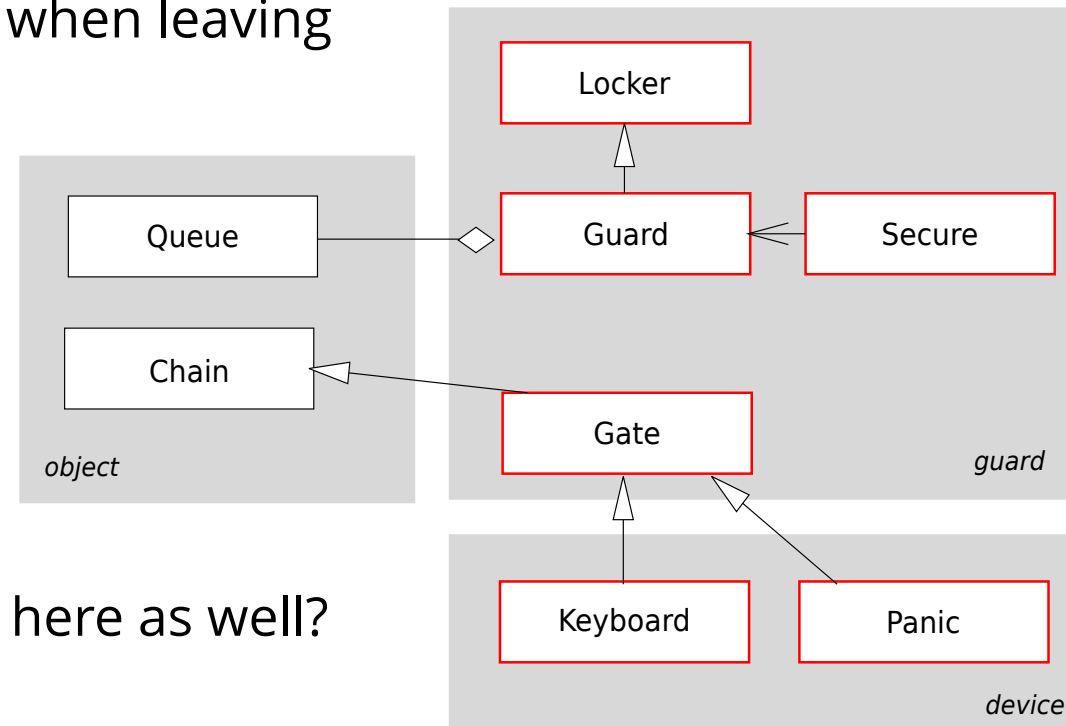 when leaving
Locker
Queue
Guard
Secure
Chain
Gate
object
guard
here as well?
Keyboard
Panic
device